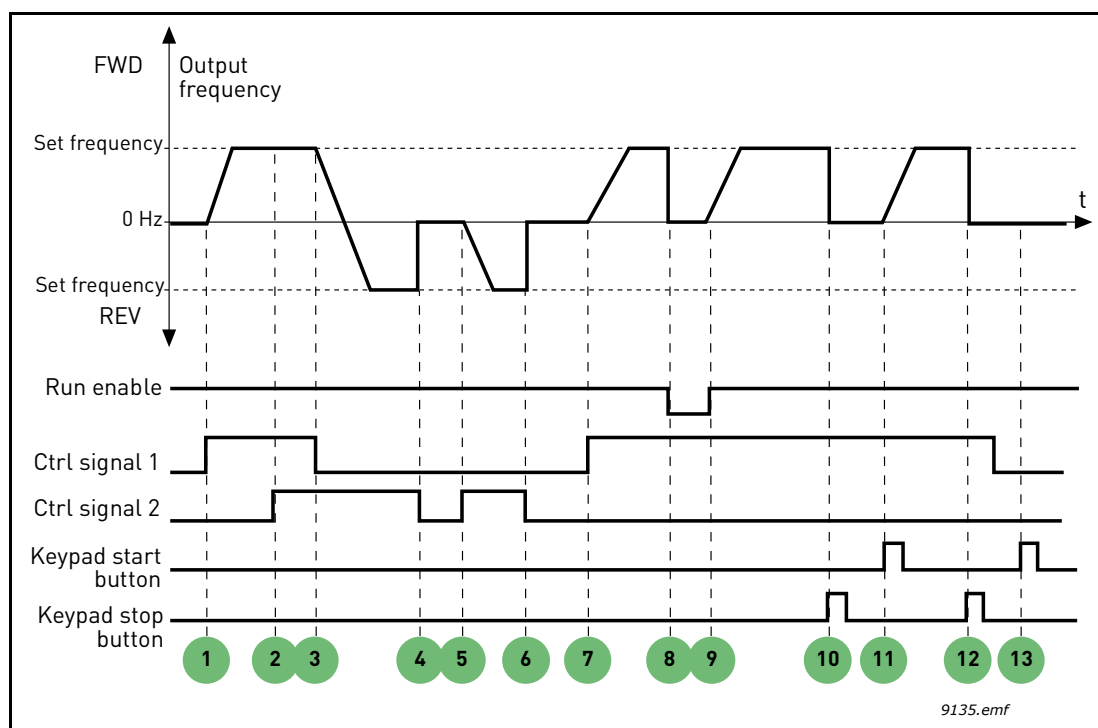 FWD
Output
frequency
Set frequency
t
0 Hz
Set frequency
REV
Run enable
Ctrl signal 1
Ctrl signal 2
Keypad start
button
Keypad stop
button
1 2 3 4 5 6 7 8 9 10 11 12 13
9135.emf